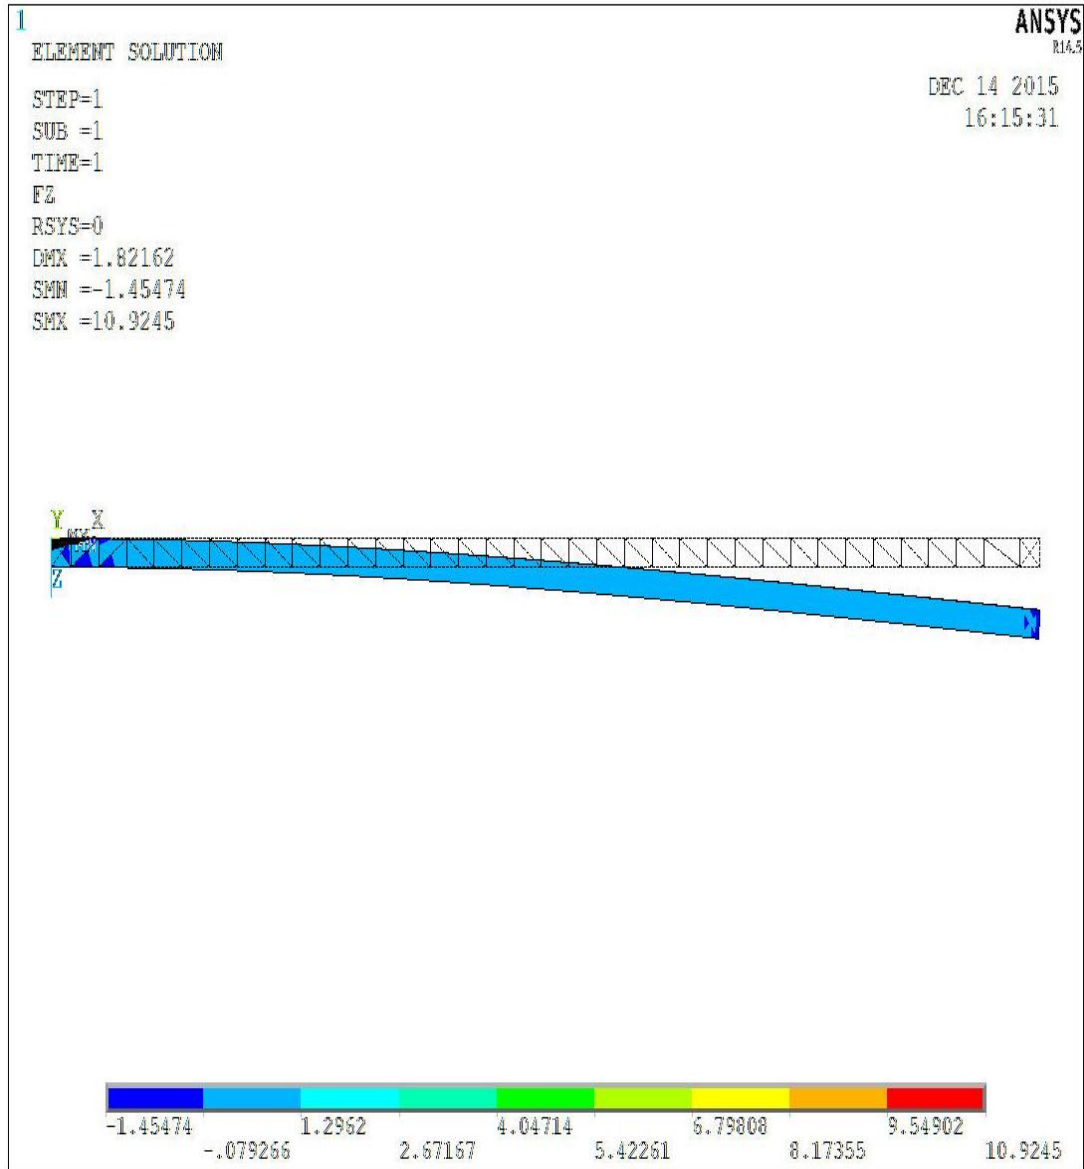 1
ANSYS
R14.5
ELEMENT SOLUTION
DEC 14 2015
16:15:31
STEP=1
SUB =1
TIME=1
FZ
RSYS=0
DMX =1.82162
SMN =-1.45474
SMX =10.9245
Y X
Z
-1.45474 1.2962 4.04714 6.79808 9.54902
-.079266 2.67167 5.42261 8.17355 10.9245